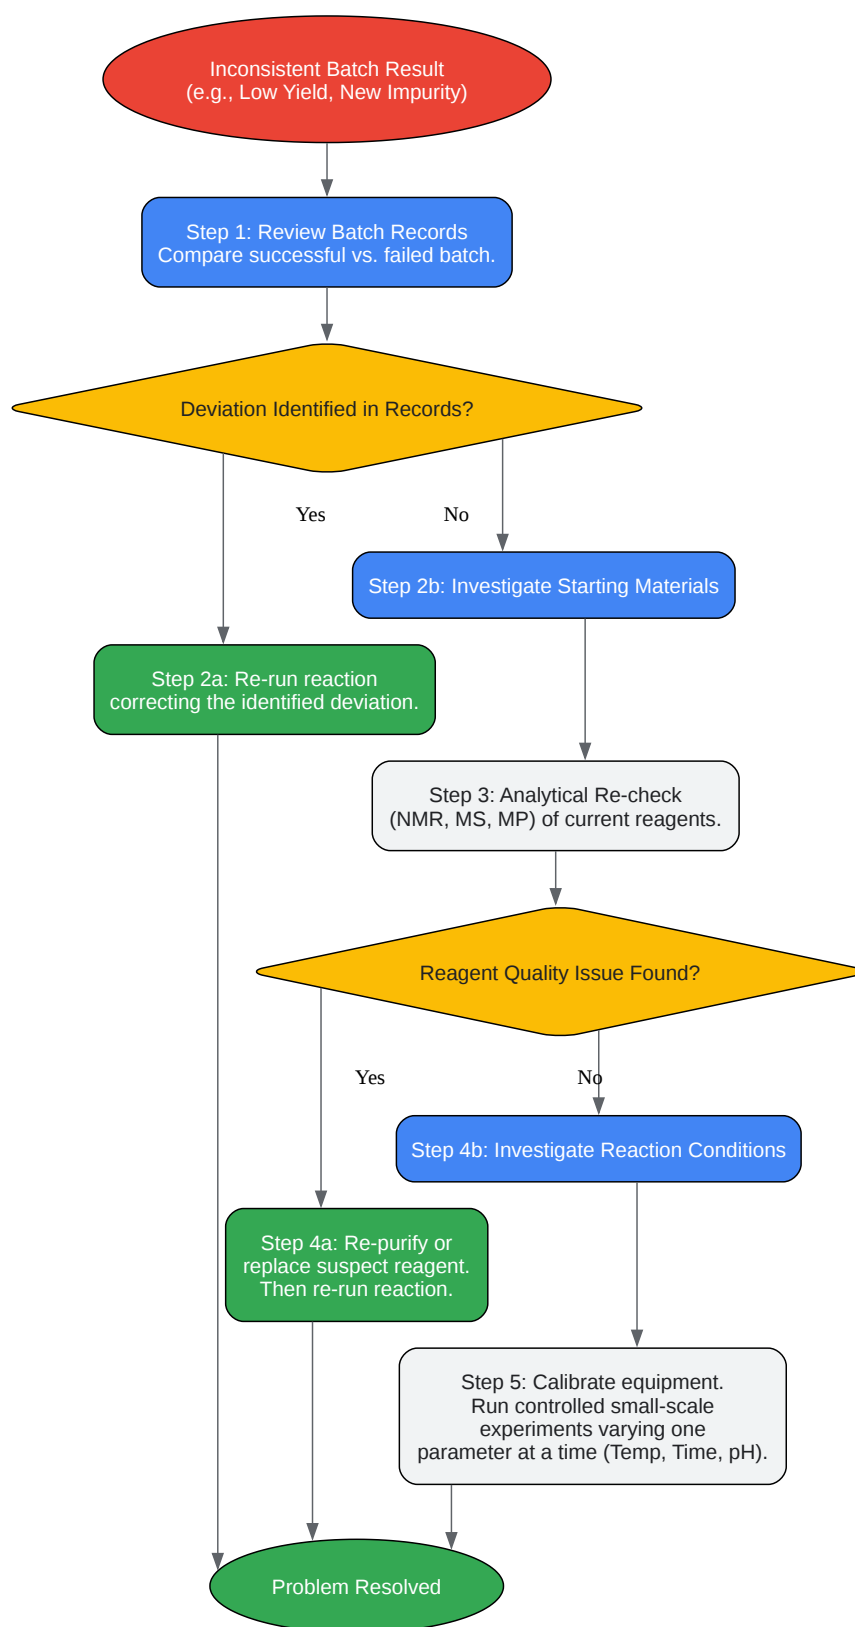 Inconsistent Batch Result
(e.g., Low Yield, New Impurity)
Step 1: Review Batch Records
Compare successful vs. failed batch.
Deviation Identified in Records?
Yes
No
Step 2b: Investigate Starting Materials
Step 2a: Re-run reaction
correcting the identified deviation.
Step 3: Analytical Re-check
(NMR, MS, MP) of current reagents.
Reagent Quality Issue Found?
Yes
No
Step 4b: Investigate Reaction Conditions
Step 4a: Re-purify or
replace suspect reagent.
Then re-run reaction.
Step 5: Calibrate equipment.
Run controlled small-scale
experiments varying one
parameter at a time (Temp, Time, pH).
Problem Resolved